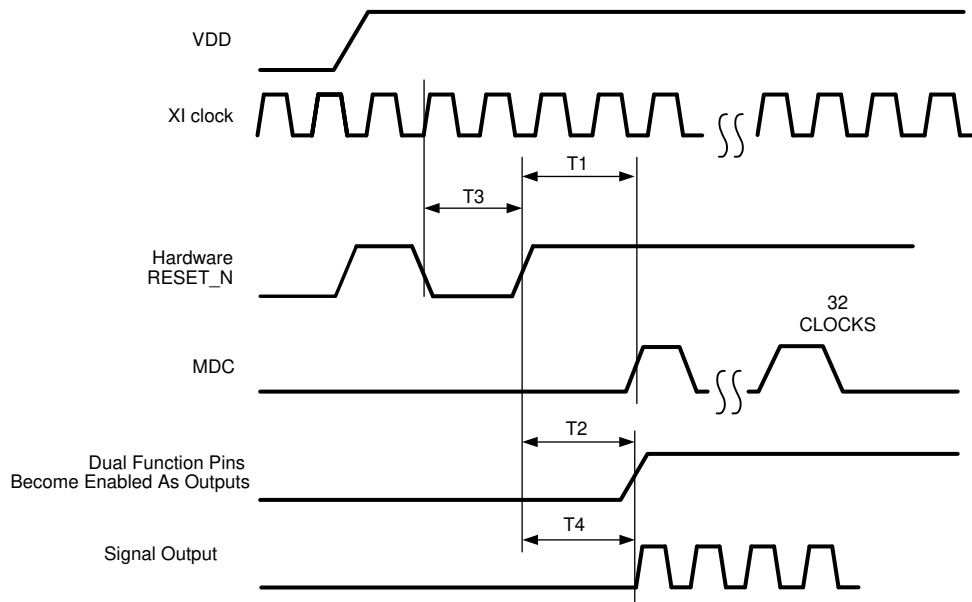 VDD
XI clock
T1
T3
Hardware
RESET_N
32
CLOCKS
MDC
T2
Dual Function Pins
Become Enabled As Outputs
T4
Signal Output